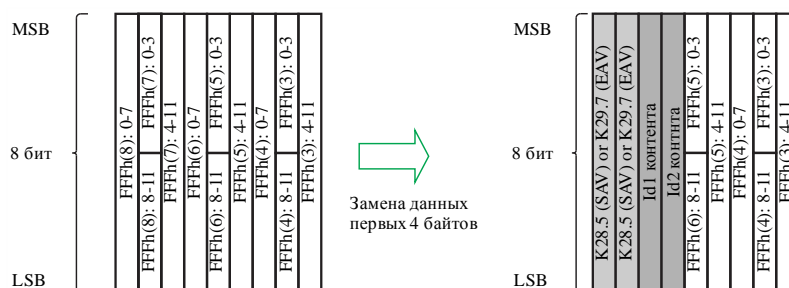 MSB
8 бит
LSB
FFFh(8): 0-7
FFFh(7): 0-3
FFFh(8): 8-11
FFFh(7): 4-11
FFFh(6): 0-7
FFFh(5): 0-3
FFFh(6): 8-11
FFFh(5): 4-11
FFFh(4): 0-7
FFFh(3): 0-3
FFFh(4): 8-11
FFFh(3): 4-11
Замена данных
первых 4 байтов
MSB
8 бит
LSB
K28.5 (SAV) or K29.7 (EAV)
K28.5 (SAV) or K29.7 (EAV)
Id1 контента
Id2 контнта
FFFh(5): 0-3
FFFh(6): 8-11
FFFh(5): 4-11
FFFh(4): 0-7
FFFh(3): 0-3
FFFh(4): 8-11
FFFh(3): 4-11